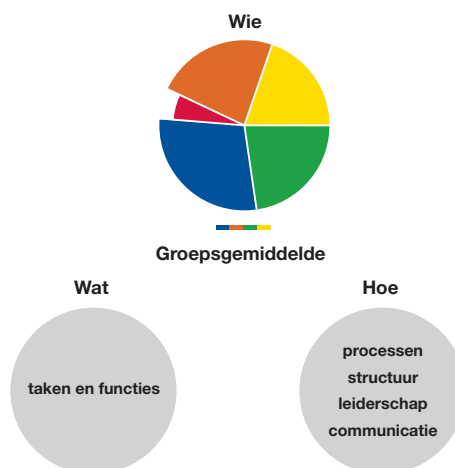 Wie
Groepsgemiddelde
Wat
Hoe
taken en functies
processen
structuur
leiderschap
communicatie